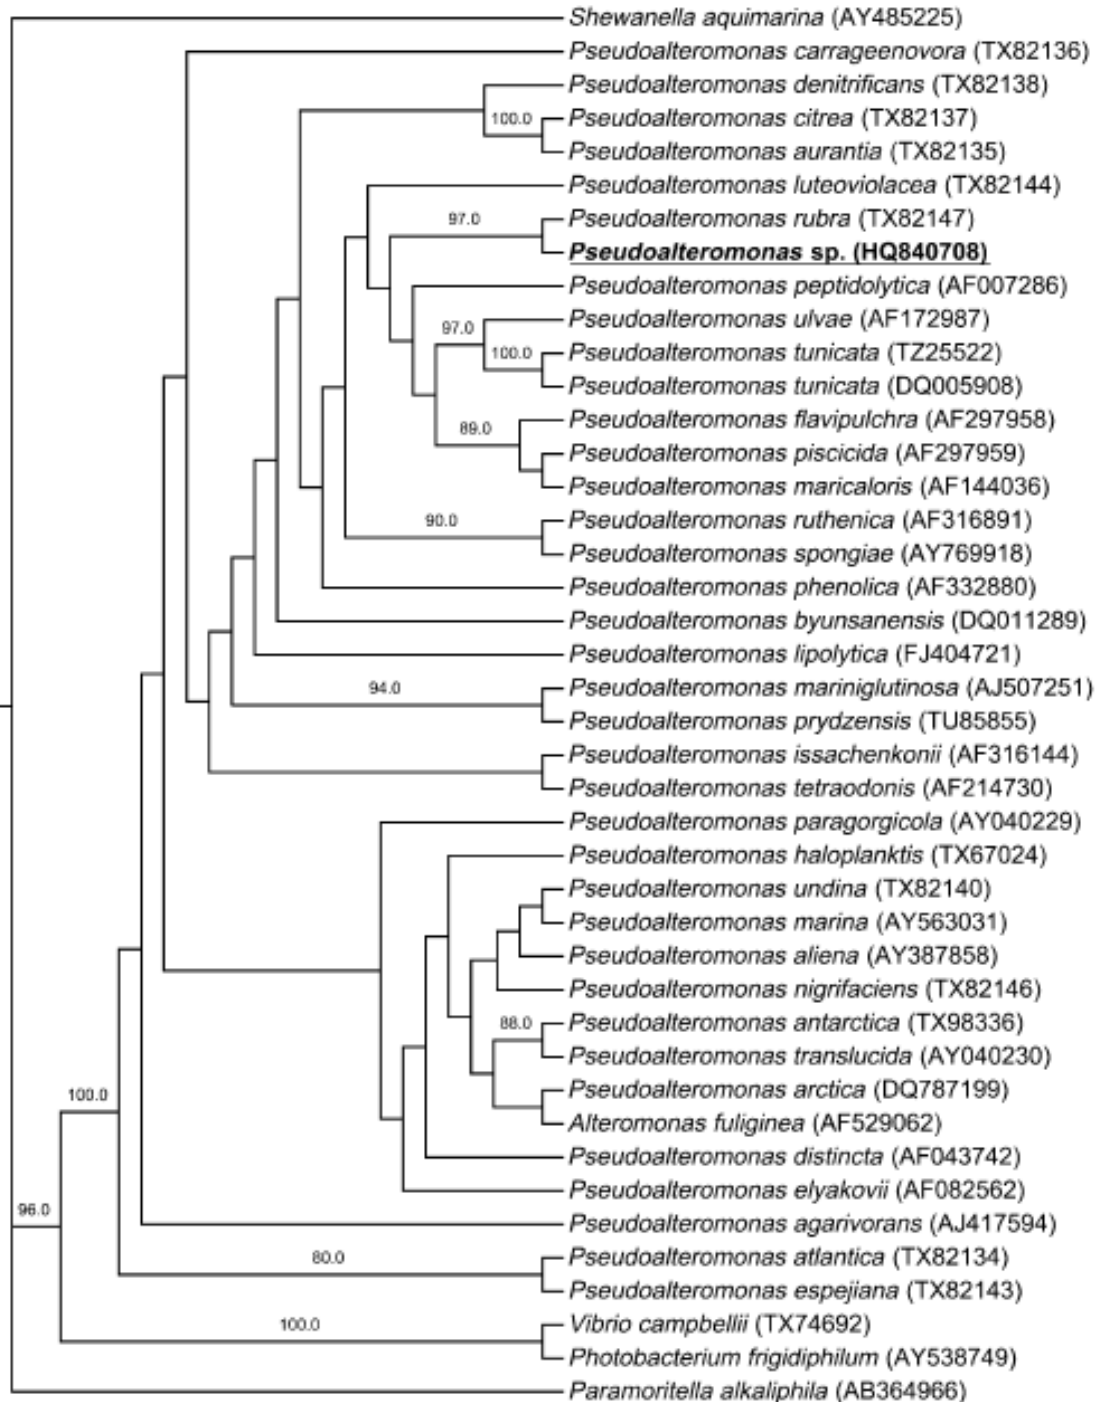 Shewanella aquimarina (AY485225)
Pseudoalteromonas carrageenovora (TX82136)
Pseudoalteromonas denitrificans (TX82138)
100.0
Pseudoalteromonas citrea (TX82137)
Pseudoalteromonas aurantia (TX82135)
Pseudoalteromonas luteoviolacea (TX82144)
97.0
Pseudoalteromonas rubra (TX82147)
Pseudoalteromonas sp. (HQ840708)
Pseudoalteromonas peptidolytica (AF007286)
97.0
Pseudoalteromonas ulvae (AF172987)
100.0
Pseudoalteromonas tunicata (TZ25522)
Pseudoalteromonas tunicata (DQ005908)
Pseudoalteromonas flavipulchra (AF297958)
89.0
Pseudoalteromonas piscicida (AF297959)
Pseudoalteromonas maricaloris (AF144036)
90.0
Pseudoalteromonas ruthenica (AF316891)
Pseudoalteromonas spongiae (AY769918)
Pseudoalteromonas phenolica (AF332880)
Pseudoalteromonas byunsanensis (DQ011289)
Pseudoalteromonas lipolytica (FJ404721)
94.0
Pseudoalteromonas mariniglutinosa (AJ507251)
Pseudoalteromonas prydzensis (TU85855)
Pseudoalteromonas issachenkonii (AF316144)
Pseudoalteromonas tetraodonis (AF214730)
Pseudoalteromonas paragorgicola (AY040229)
Pseudoalteromonas haloplanktis (TX67024)
Pseudoalteromonas undina (TX82140)
Pseudoalteromonas marina (AY563031)
Pseudoalteromonas aliena (AY387858)
Pseudoalteromonas nigrifaciens (TX82146)
88.0
Pseudoalteromonas antarctica (TX98336)
Pseudoalteromonas translucida (AY040230)
100.0
Pseudoalteromonas arctica (DQ787199)
Alteromonas fuliginea (AF529062)
Pseudoalteromonas distincta (AF043742)
Pseudoalteromonas elyakovii (AF082562)
96.0
Pseudoalteromonas agarivorans (AJ417594)
80.0
Pseudoalteromonas atlantica (TX82134)
Pseudoalteromonas espejiana (TX82143)
100.0
Vibrio campbellii (TX74692)
Photobacterium frigidiphilum (AY538749)
Paramoritella alkaliphila (AB364966)